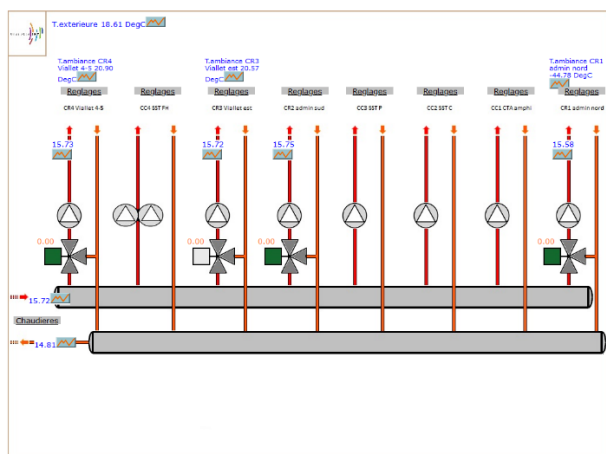 T.exterieure 18.61 DegC
T.ambiance CR4
Viallet 4-5 20.90
DegC
T.ambiance CR3
Viallet est 20.57
DegC
T.ambiance CR1
admin nord
-44.78 DegC
Reglages
Reglages
Reglages
Reglages
Reglages
Reglages
Reglages
Reglages
CR4 Viallet 4-5
CC4 SST PH
CR3 Viallet est
CR2 admin sud
CC3 SST P
CC2 SST C
CC1 CTA amphi
CR1 admin nord
15.73
15.72
15.75
15.58
0.00
0.00
0.00
0.00
15.72
Chaudieres
14.81